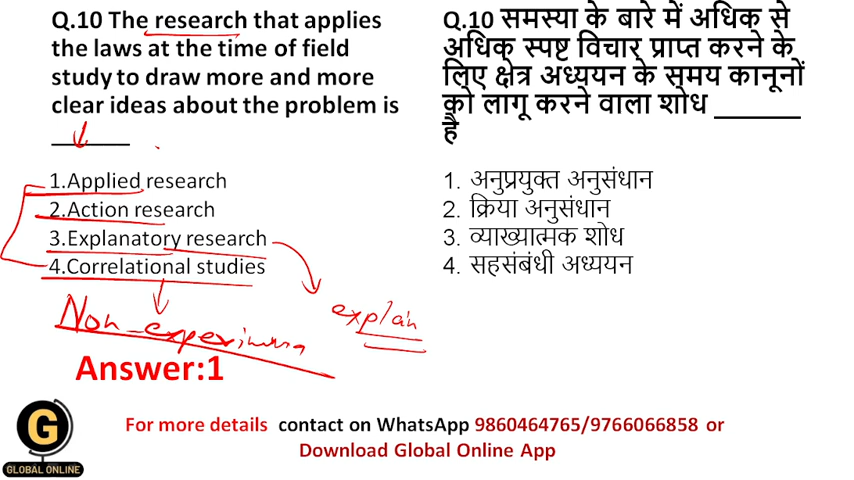 Q.10 The research that applies
the laws at the time of field
study to draw more and more
clear ideas about the problem is
______
1.Applied research
2.Action research
3.Explanatory research
4.Correlational studies
explain
Non-experimen
Answer:1
Q.10 समस्या के बारे में अधिक से
अधिक स्पष्ट विचार प्राप्त करने के
लिए क्षेत्र अध्ययन के समय कानूनों
को लागू करने वाला शोध ______
है
1. अनुप्रयुक्त अनुसंधान
2. क्रिया अनुसंधान
3. व्याख्यात्मक शोध
4. सहसंबंधी अध्ययन
G
GLOBAL ONLINE
For more details contact on WhatsApp 9860464765/9766066858 or
Download Global Online App